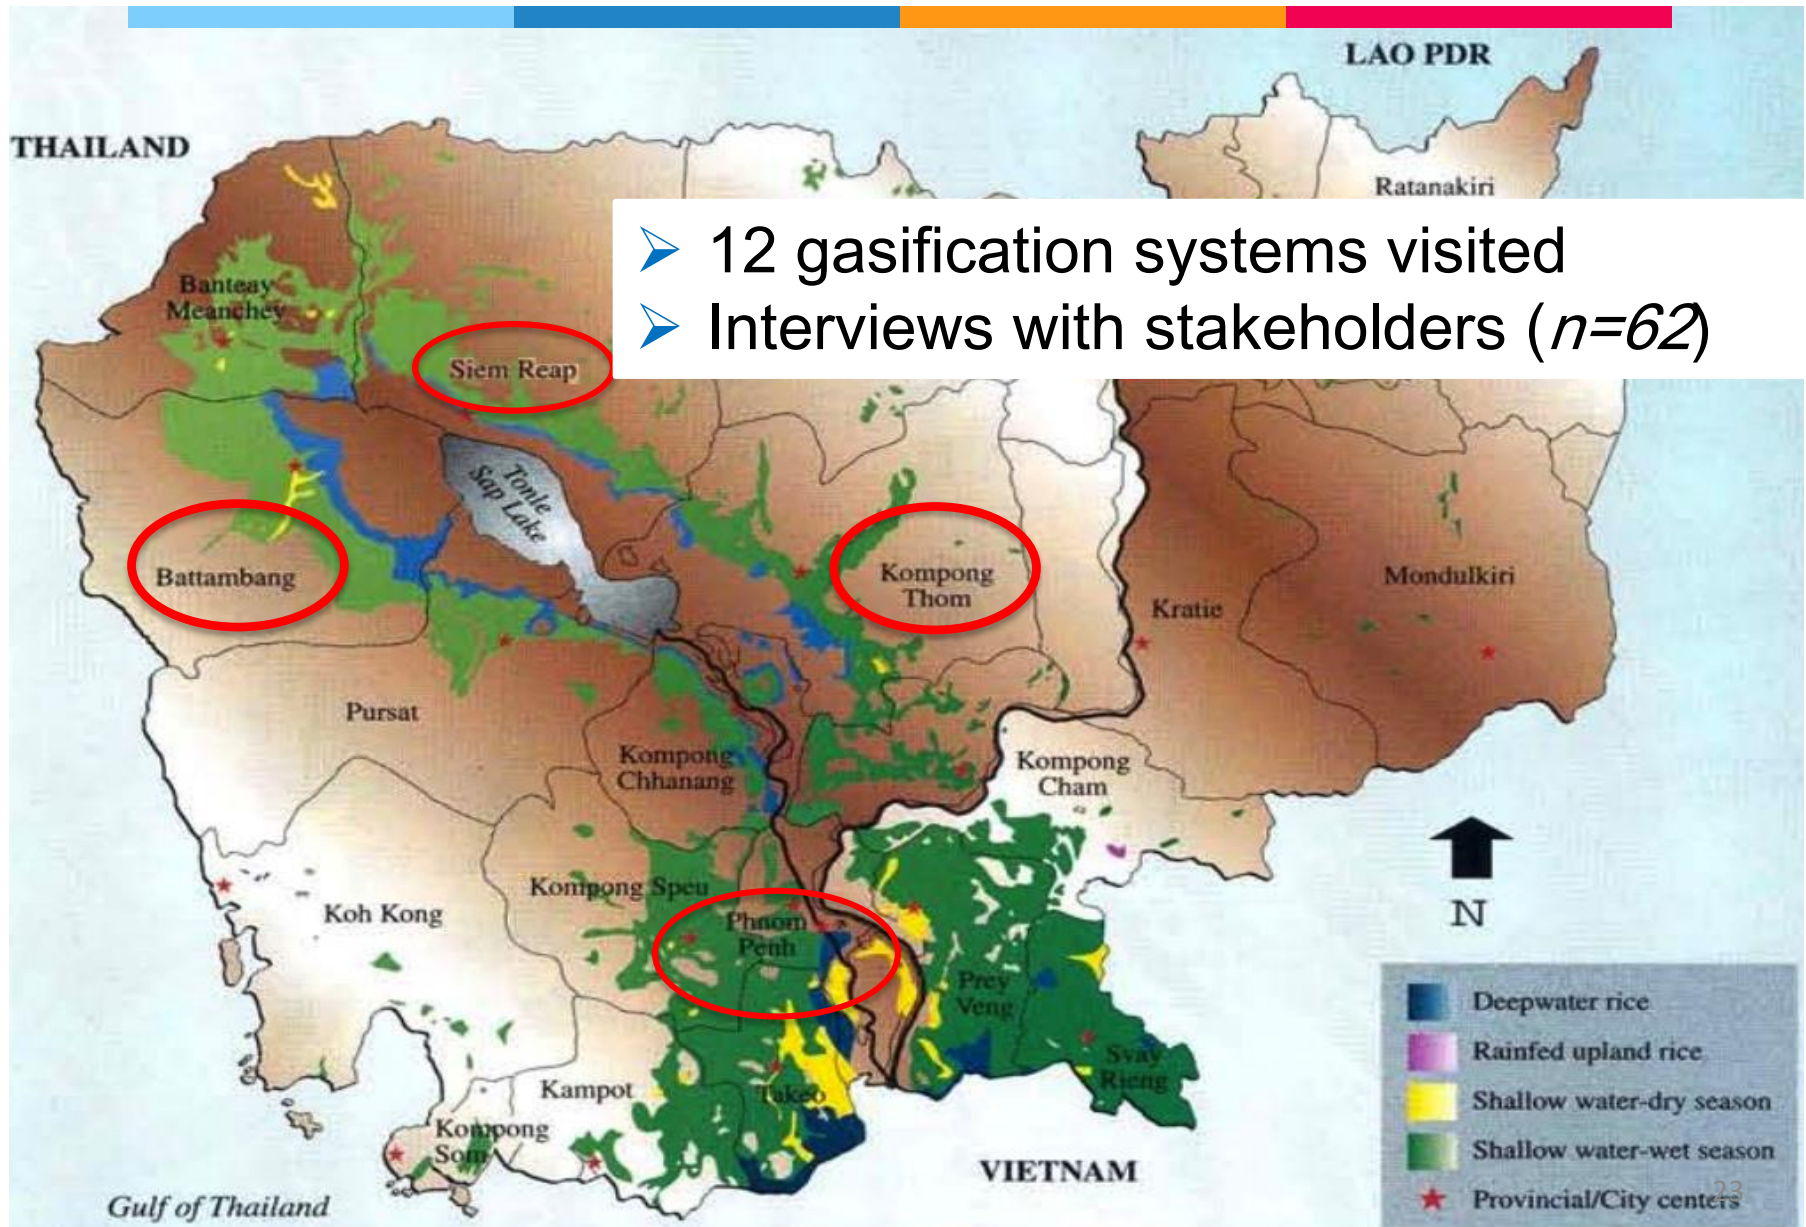 LAO PDR
THAILAND
Ratanakiri
➢ 12 gasification systems visited
➢ Interviews with stakeholders (n=62)
Banteay
Meanchey
Siem Reap
Tonle
Sap Lake
Battambang
Kompong
Thom
Kratie
Mondulkiri
Pursat
Kompong
Chhanang
Kompong
Cham
Kompong Speu
Koh Kong
Phnom
Penh
N
Prey
Veng
Svay
Rieng
Kampot
Takeo
Kompong
Som
VIETNAM
Gulf of Thailand
Deepwater rice
Rainfed upland rice
Shallow water-dry season
Shallow water-wet season
Provincial/City centers
23